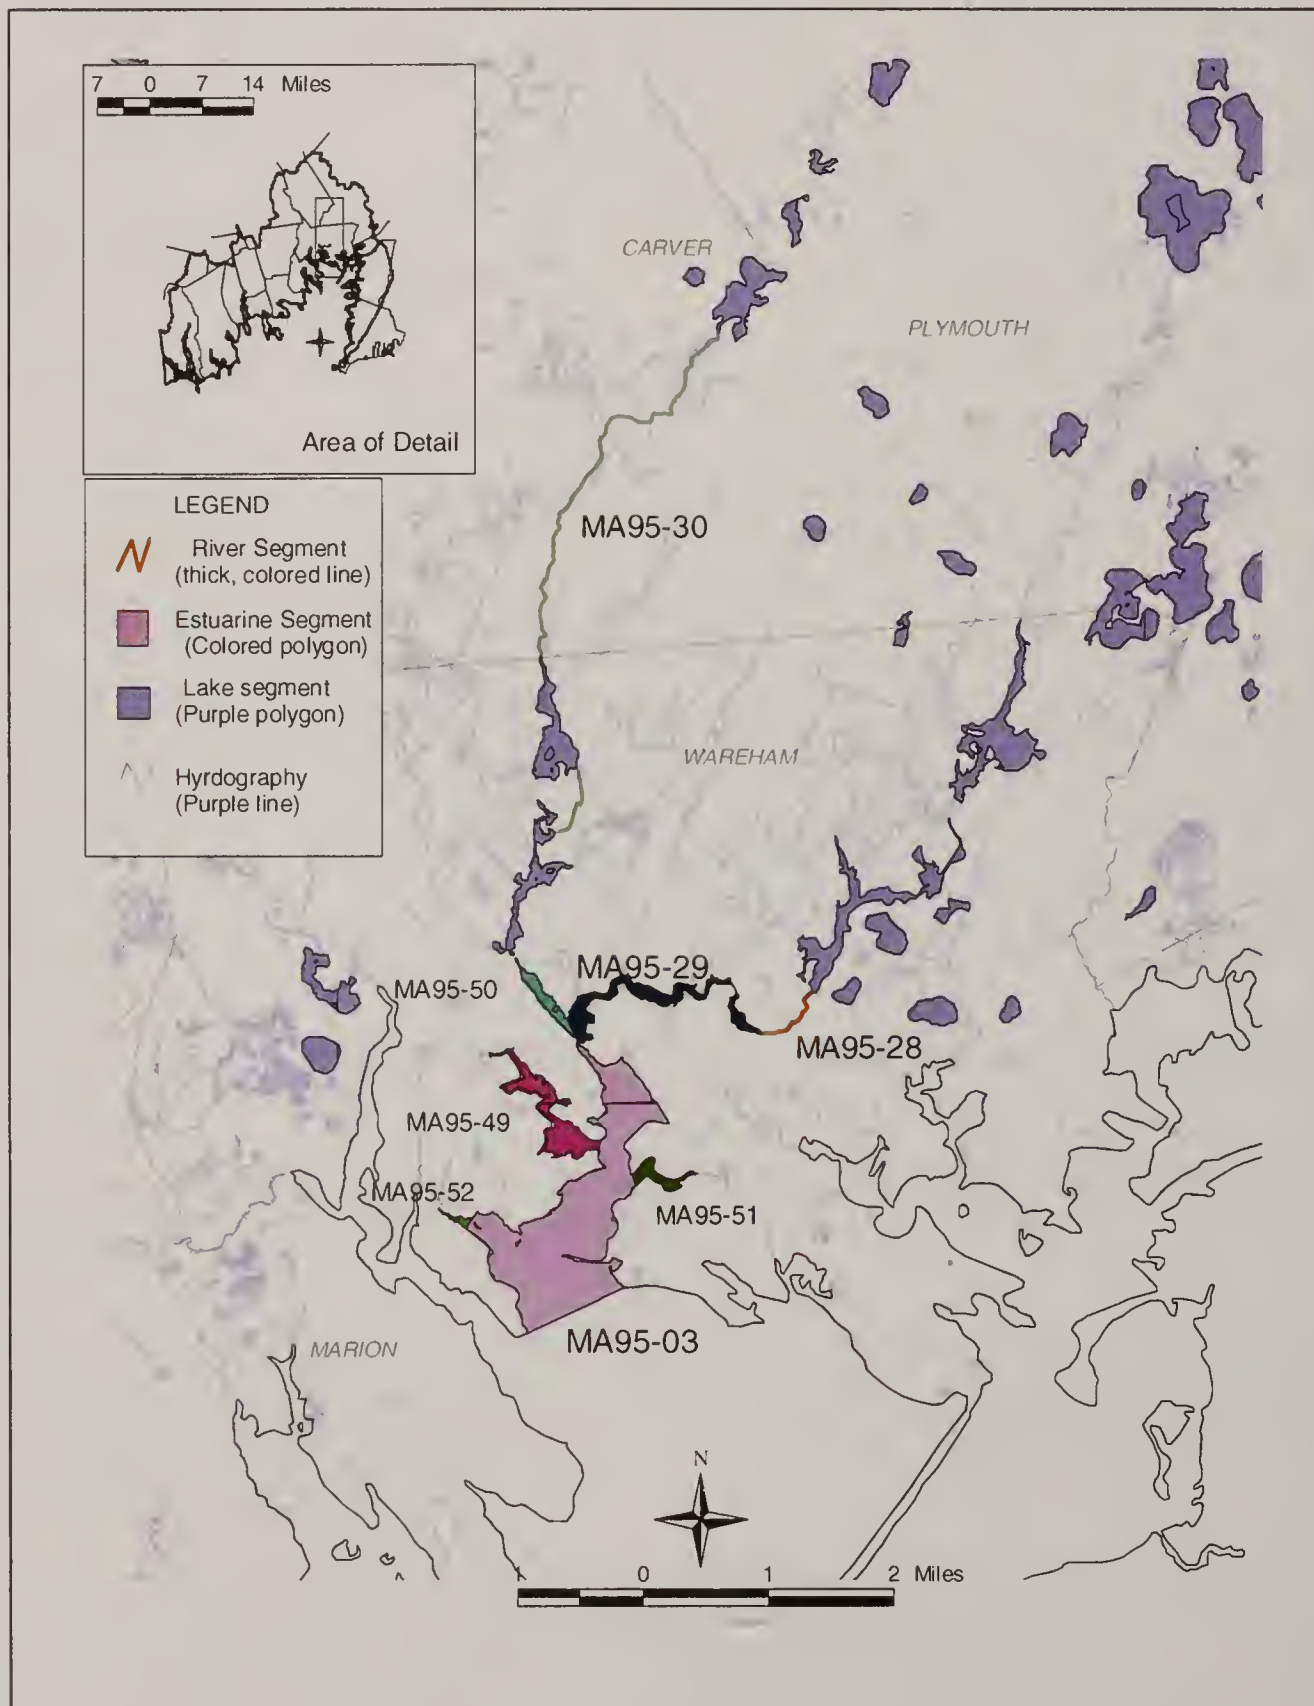 7 0 7 14 Miles
Area of Detail
LEGEND
River Segment
(thick, colored line)
Estuarine Segment
(Colored polygon)
Lake segment
(Purple polygon)
Hyrdography
(Purple line)
CARVER
PLYMOUTH
MA95-30
WAREHAM
MA95-29
MA95-50
MA95-28
MA95-49
MA95-52
MA95-51
MA95-03
MARION
N
1 0 1 2 Miles